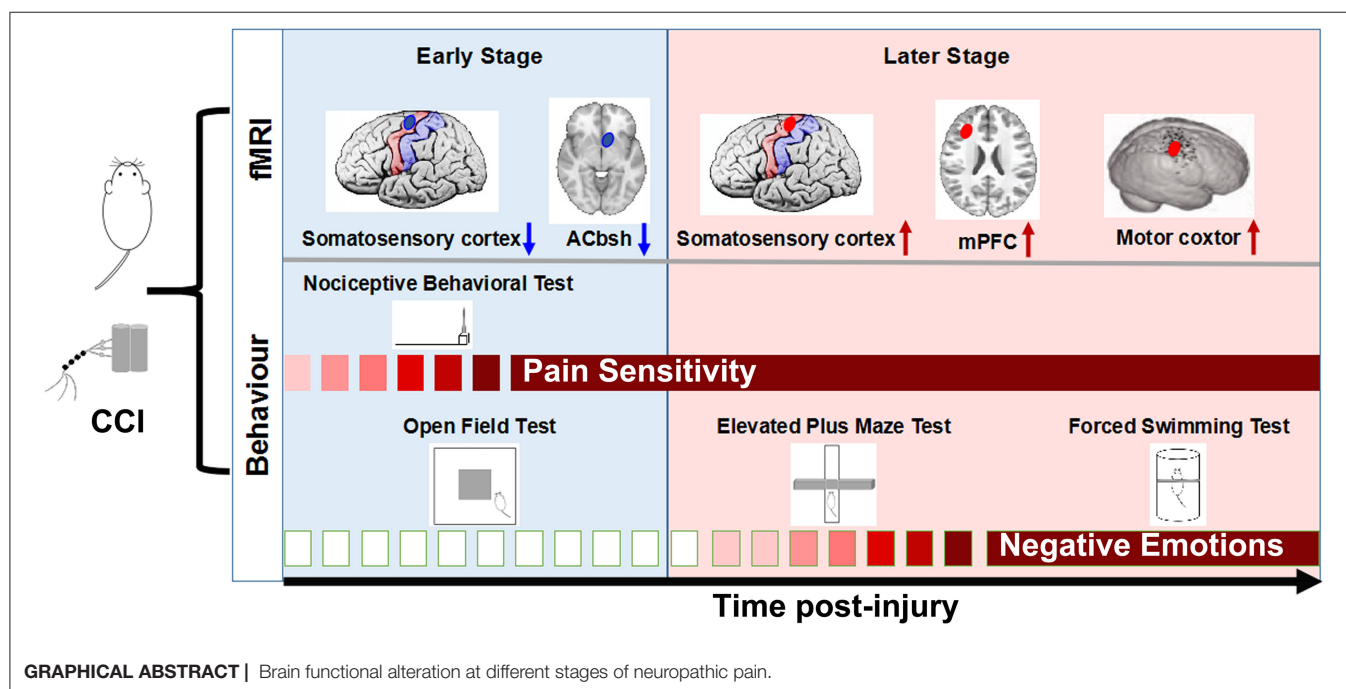 Early Stage
Later Stage
fMRI
Somatosensory cortex
ACbsh
Somatosensory cortex
mPFC
Motor coxtor
Behaviour
Nociceptive Behavioral Test
Pain Sensitivity
CCI
Open Field Test
Elevated Plus Maze Test
Forced Swimming Test
Negative Emotions
Time post-injury
GRAPHICAL ABSTRACT | Brain functional alteration at different stages of neuropathic pain.